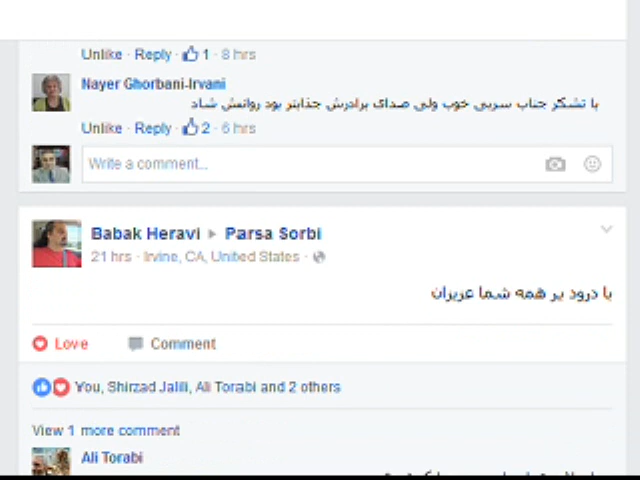 Unlike · Reply · 1 · 8 hrs
Nayer Ghorbani-Irvani
با تشکر جناب سربی خوب ولی صدای برادرش جذابتر بود روانش شاد
Unlike · Reply · 2 · 6 hrs
Write a comment...
Babak Heravi ▸ Parsa Sorbi
21 hrs · Irvine, CA, United States ·
با درود بر همه شما عزیزان
Love Comment
You, Shirzad Jalili, Ali Torabi and 2 others
View 1 more comment
Ali Torabi